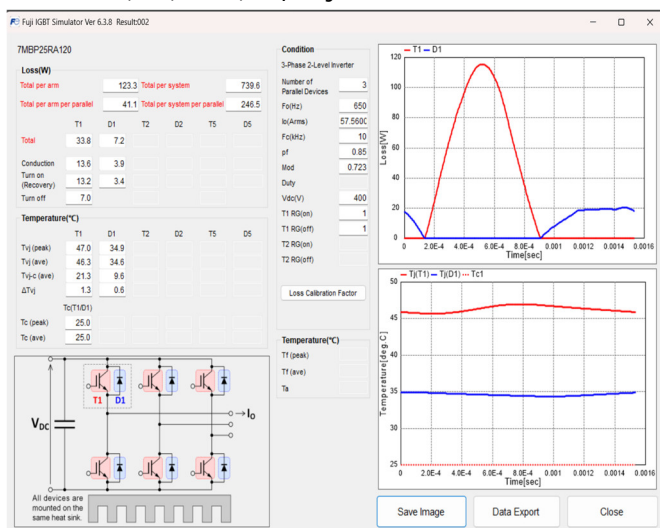 Fuji IGBT Simulator Ver 6.3.8 Result:002
7MBP25RA120
Loss(W)
Total per arm 123.3 Total per system 739.6
Total per arm per parallel 41.1 Total per system per parallel 246.5
T1 D1 T2 D2 T5 D5
Total 33.8 7.2
Conduction 13.6 3.9
Turn on
(Recovery) 13.2 3.4
Turn off 7.0
Temperature(℃)
T1 D1 T2 D2 T5 D5
Tvj (peak) 47.0 34.9
Tvj (ave) 46.3 34.6
Tvj-c (ave) 21.3 9.6
ΔTvj 1.3 0.6
Tc(T1/D1)
Tc (peak) 25.0
Tc (ave) 25.0
VDC
T1 D1
IO
All devices are
mounted on the
same heat sink.
Condition
3-Phase 2-Level Inverter
Number of
Parallel Devices 3
Fo(Hz) 650
Io(Arms) 57.5600
Fc(kHz) 10
pf 0.85
Mod 0.723
Duty
Vdc(V) 400
T1 RG(on) 1
T1 RG(off) 1
T2 RG(on)
T2 RG(off)
Loss Calibration
Factor
Temperature(℃)
Tf (peak)
Tf (ave)
Ta
T1 D1
Loss[W]
120
100
80
60
40
20
0
0 2.0E-4 4.0E-4 6.0E-4 8.0E-4 0.001 0.0012 0.0014 0.0016
Time[sec]
Tj(T1) Tj(D1) Tc1
Temperature[deg.C]
50
45
40
35
30
25
0 2.0E-4 4.0E-4 6.0E-4 8.0E-4 0.001 0.0012 0.0014 0.0016
Time[sec]
Save Image Data Export Close